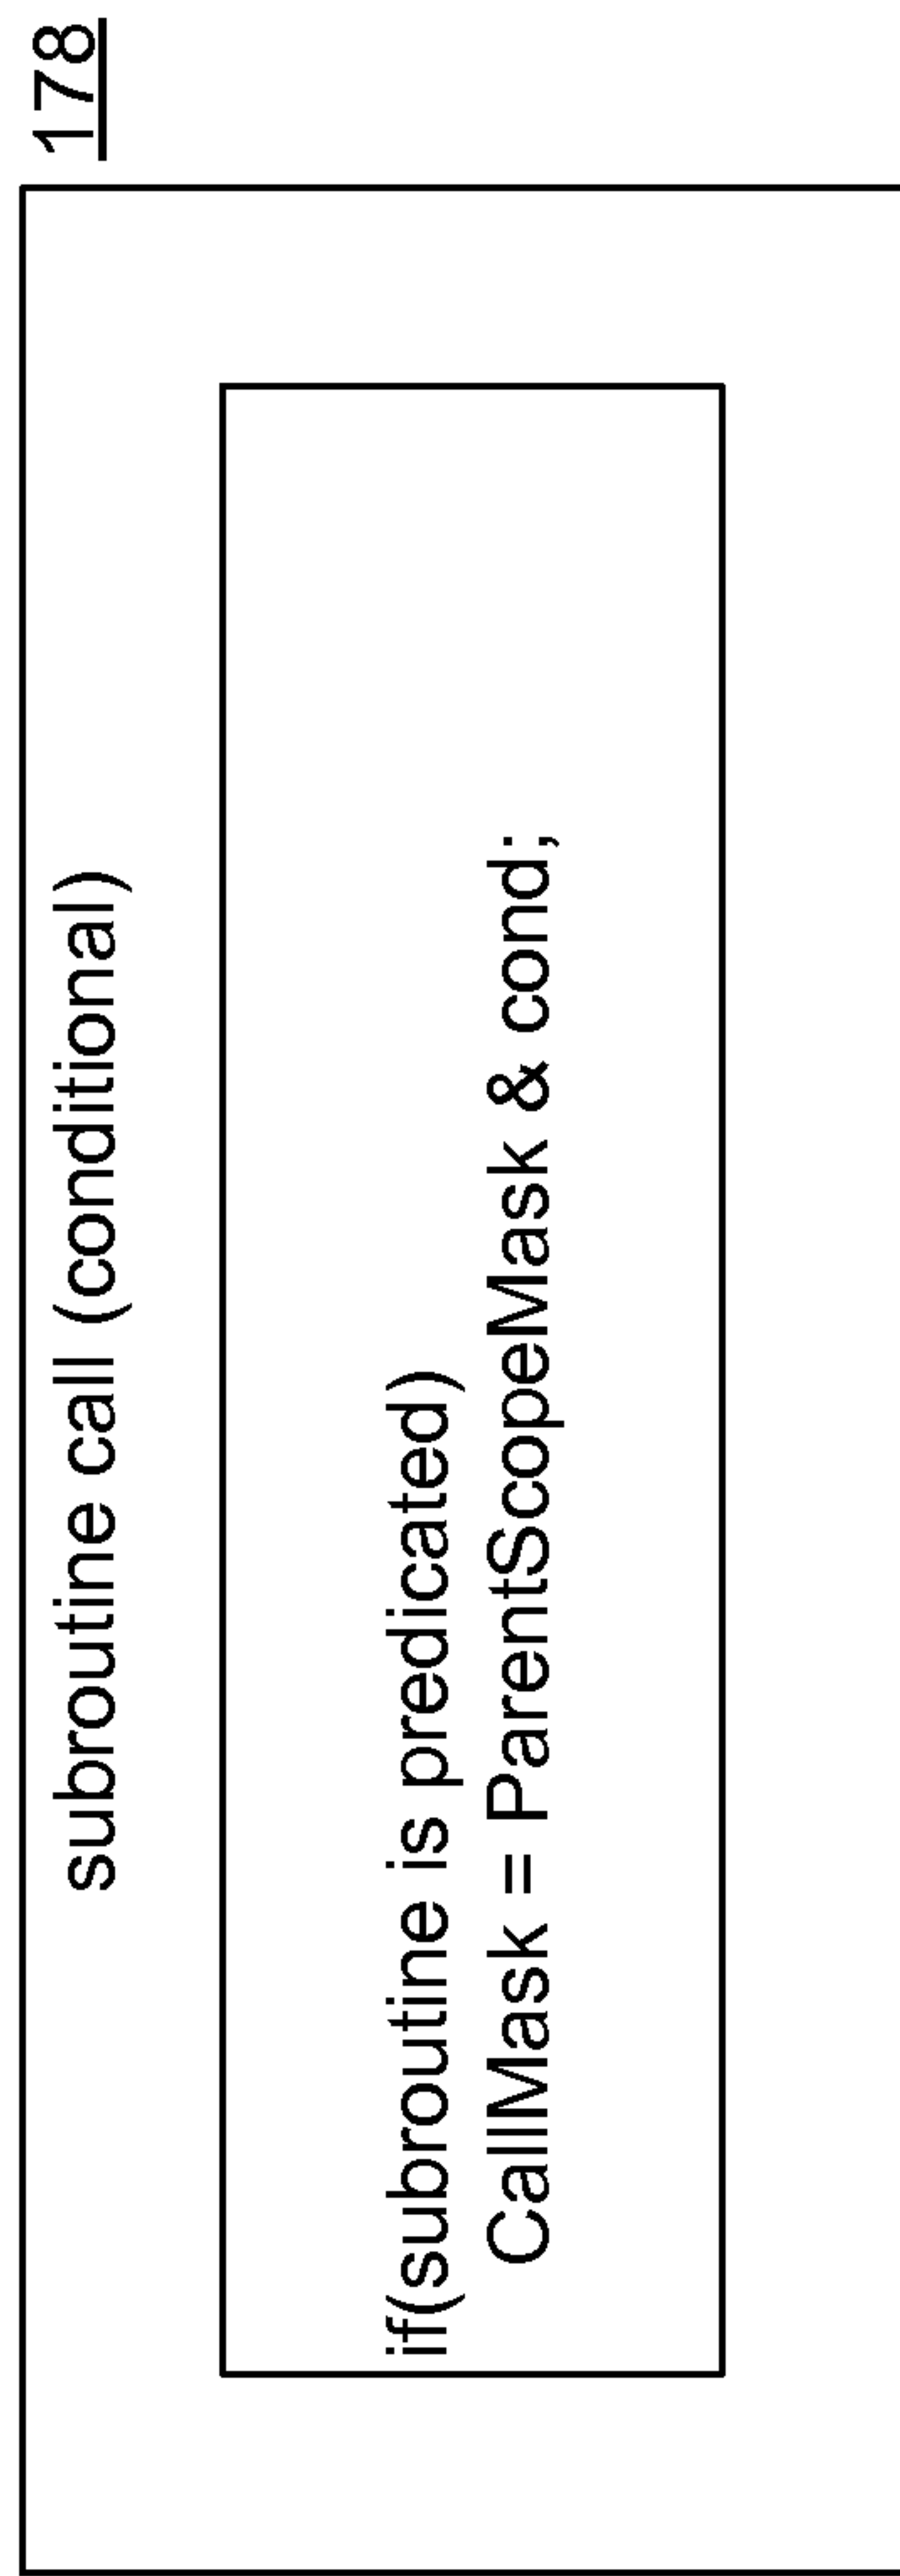 178
subroutine call (conditional)
if(subroutine is predicated)
CallMask = ParentScopeMask & cond;